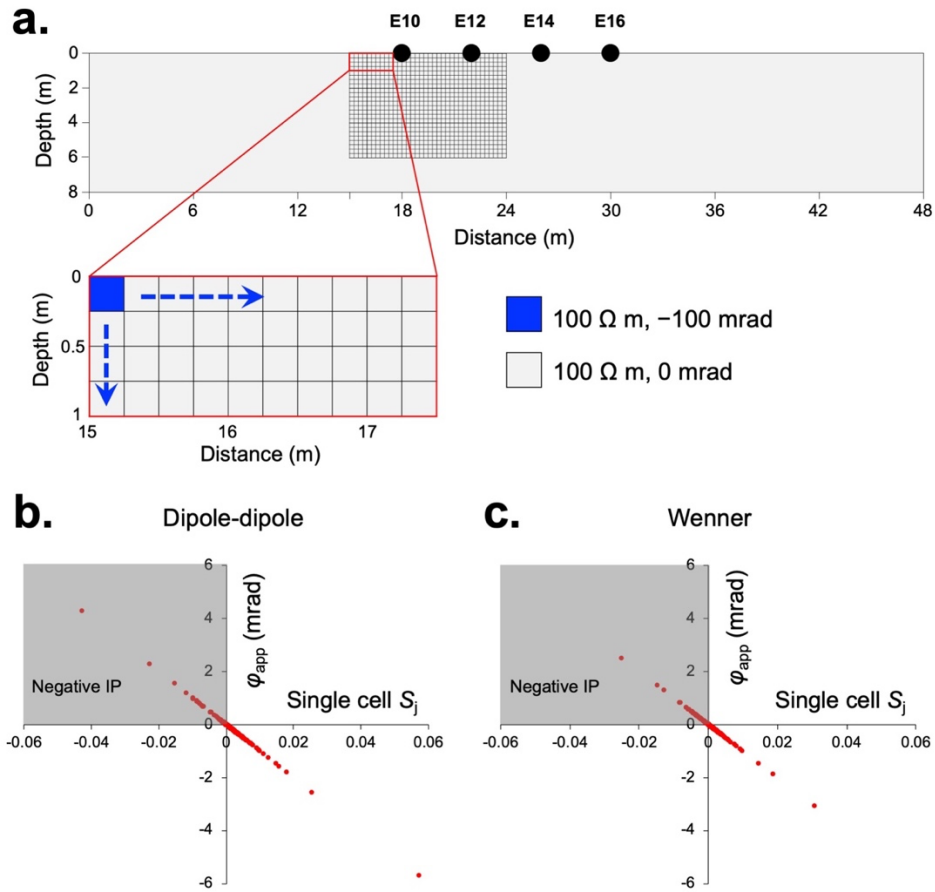 a.
E10 E12 E14 E16
0
2
4
6
8
Depth (m)
0 6 12 18 24 30 36 42 48
Distance (m)
0
0.5
1
Depth (m)
15 16 17
Distance (m)
100 Ω m, −100 mrad
100 Ω m, 0 mrad
b. Dipole-dipole
6
4
2
0
-2
-4
-6
φapp (mrad)
Negative IP
Single cell Sj
-0.06 -0.04 -0.02 0 0.02 0.04 0.06
c. Wenner
6
4
2
0
-2
-4
-6
φapp (mrad)
Negative IP
Single cell Sj
-0.06 -0.04 -0.02 0 0.02 0.04 0.06